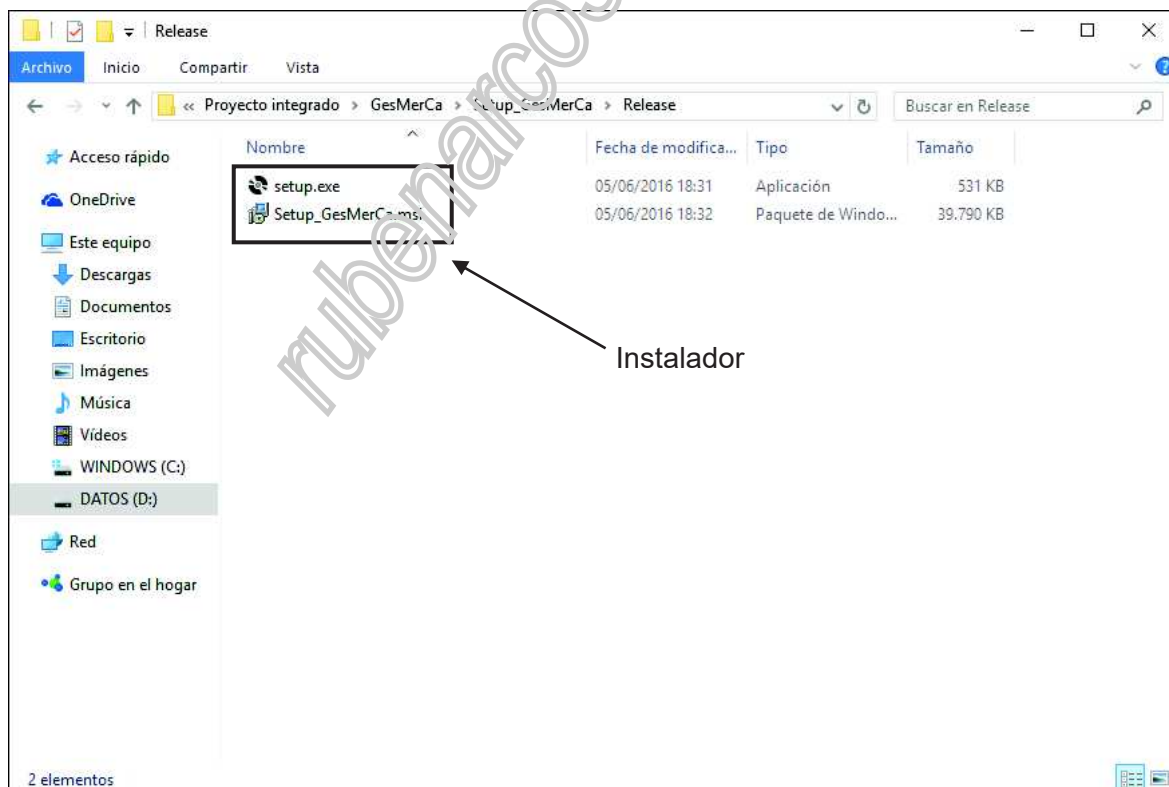 Release
Archivo Inicio Compartir Vista
« Proyecto integrado > GesMerCa > Setup_GesMerCa > Release Buscar en Release
Nombre Fecha de modifica... Tipo Tamaño
setup.exe 05/06/2016 18:31 Aplicación 531 KB
Setup_GesMerCa.msi 05/06/2016 18:32 Paquete de Windo... 39.790 KB
Acceso rápido
OneDrive
Este equipo
Descargas
Documentos
Escritorio
Imágenes
Música
Vídeos
WINDOWS (C:)
DATOS (D:)
Red
Grupo en el hogar
Instalador
2 elementos